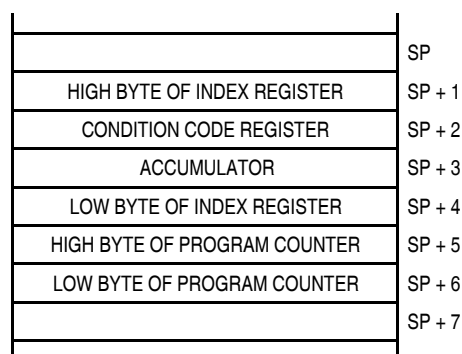 SP
HIGH BYTE OF INDEX REGISTER SP + 1
CONDITION CODE REGISTER SP + 2
ACCUMULATOR SP + 3
LOW BYTE OF INDEX REGISTER SP + 4
HIGH BYTE OF PROGRAM COUNTER SP + 5
LOW BYTE OF PROGRAM COUNTER SP + 6
SP + 7